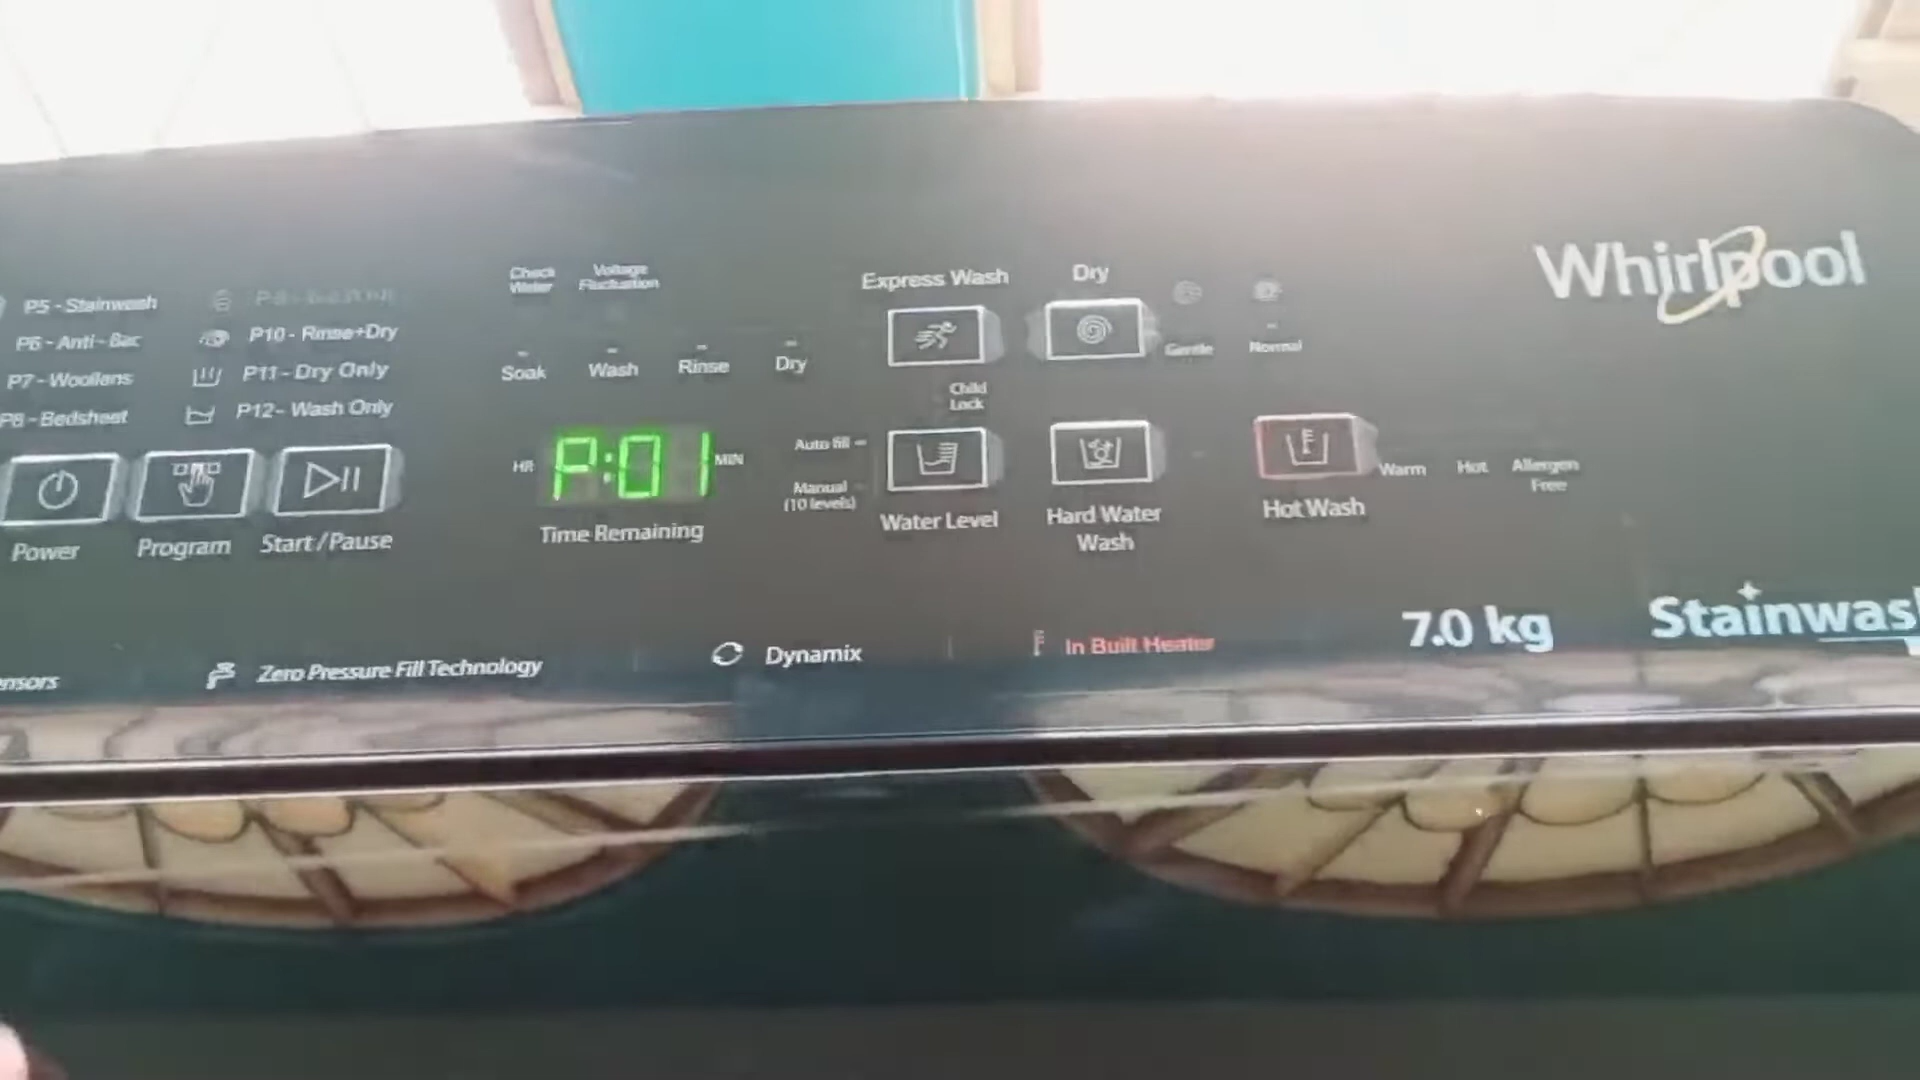 Whirlpool
P5 - Stainwash
P6 - Anti - Bac
P7 - Woollens
P8 - Bedsheet
P10 - Rinse+Dry
P11 - Dry Only
P12 - Wash Only
Power
Program
Start / Pause
Check
Water
Voltage
Fluctuation
Soak
Wash
Rinse
Dry
HR
P:01
MIN
Time Remaining
Express Wash
Dry
Gentle
Normal
Child
Lock
Auto fill
Manual
(10 levels)
Water Level
Hard Water
Wash
Hot Wash
Warm
Hot
Allergen
Free
ensors
Zero Pressure Fill Technology
Dynamix
In Built Heater
7.0 kg
Stainwas